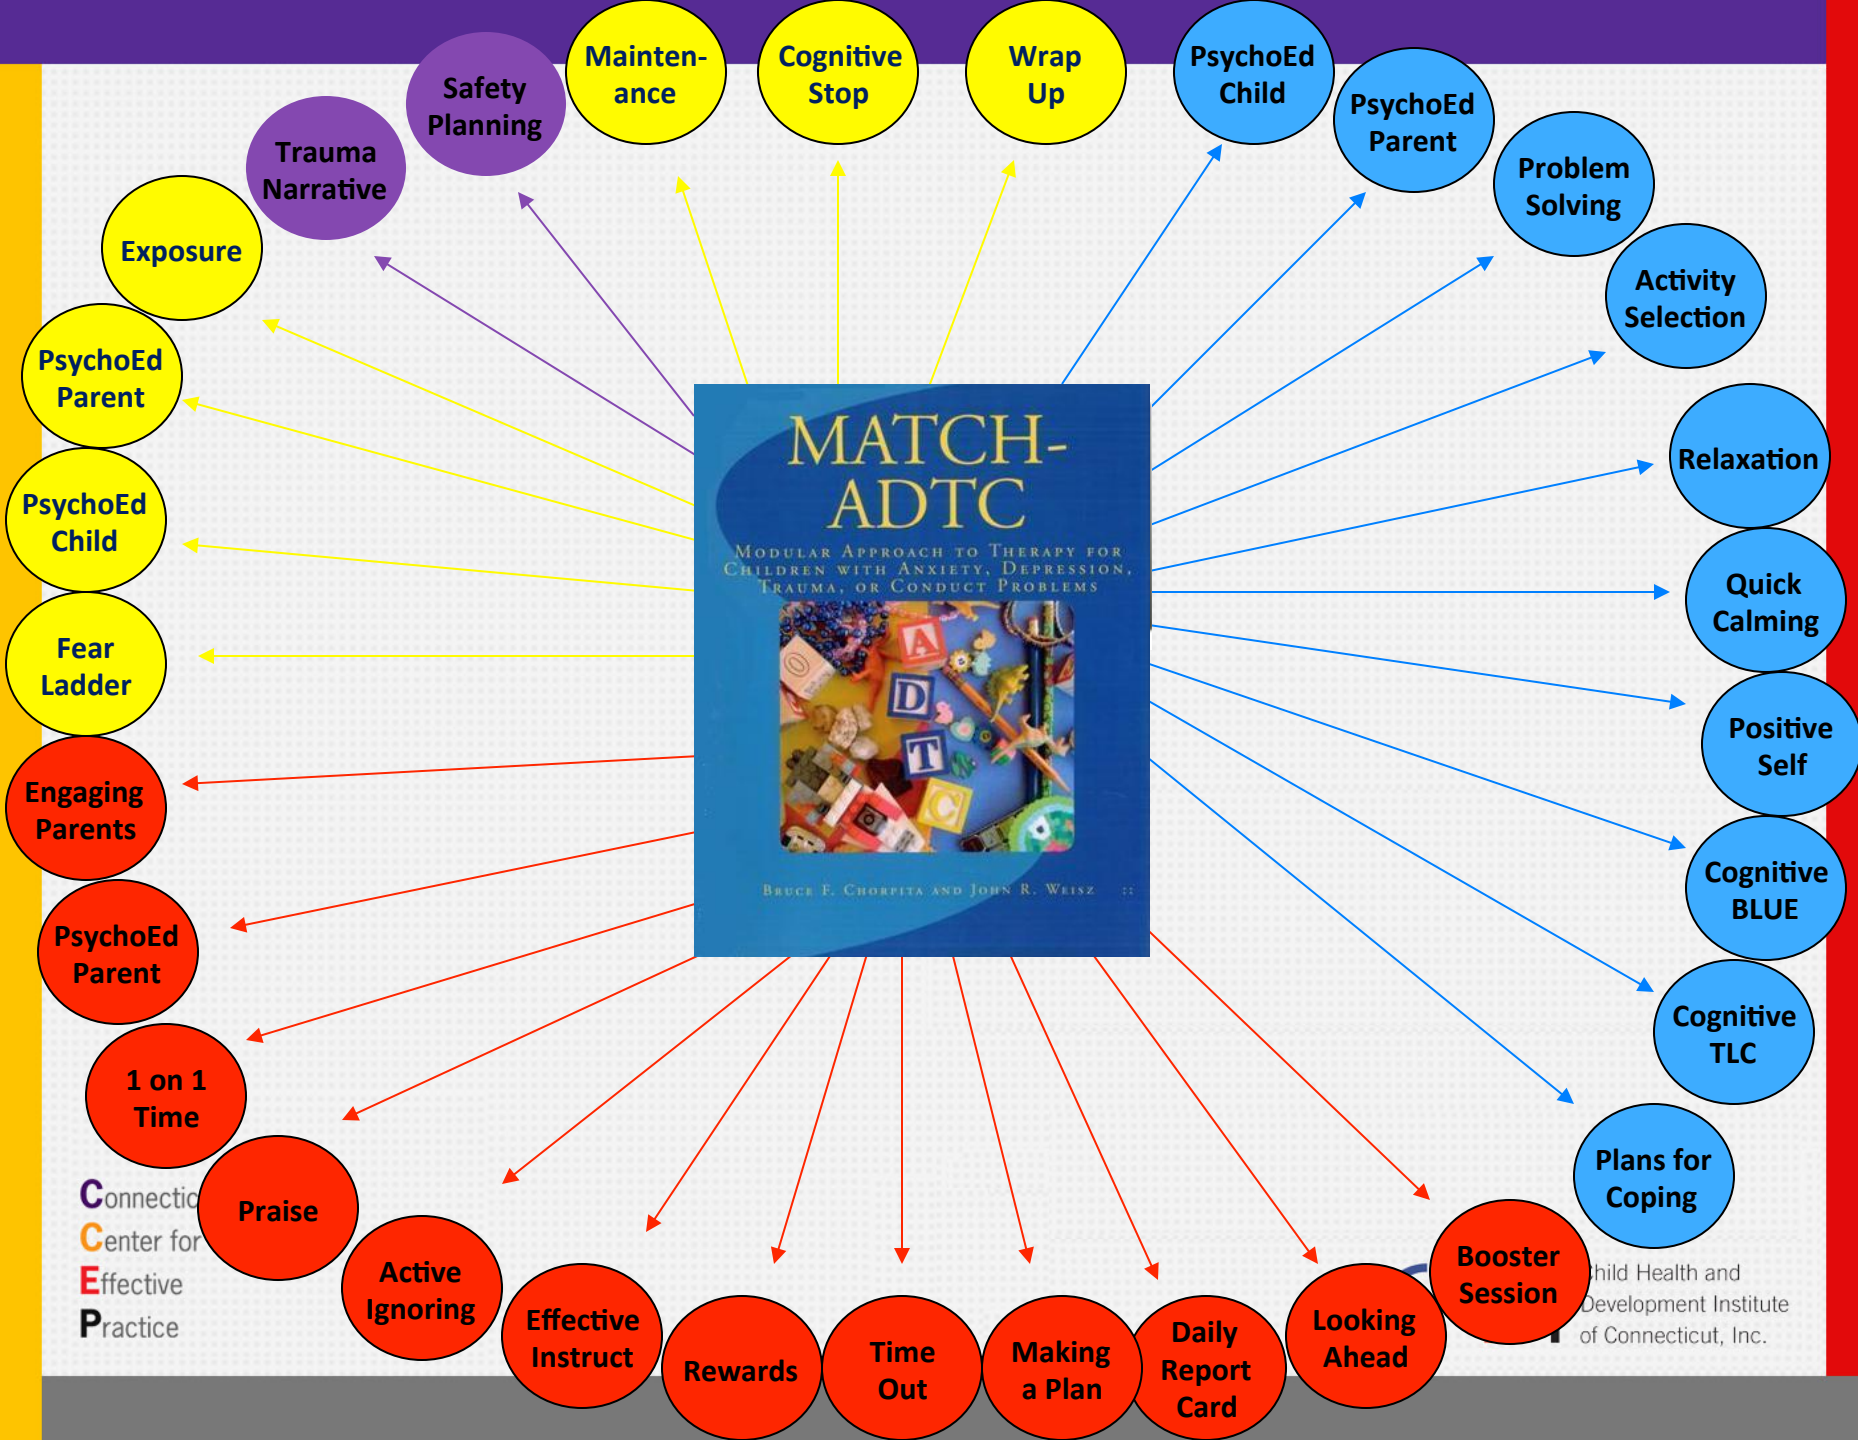 Mainten-
ance
Cognitive
Stop
Wrap
Up
PsychoEd
Child
PsychoEd
Parent
Problem
Solving
Activity
Selection
Relaxation
Quick
Calming
Positive
Self
Cognitive
BLUE
Cognitive
TLC
Plans for
Coping
Booster
Session
Looking
Ahead
Daily
Report
Card
Making
a Plan
Time
Out
Rewards
Effective
Instruct
Active
Ignoring
Praise
1 on 1
Time
PsychoEd
Parent
Engaging
Parents
Fear
Ladder
PsychoEd
Child
PsychoEd
Parent
Exposure
Trauma
Narrative
Safety
Planning
MATCH-
ADTC
MODULAR APPROACH TO THERAPY FOR
CHILDREN WITH ANXIETY, DEPRESSION,
TRAUMA, OR CONDUCT PROBLEMS
A
D
T
C
BRUCE F. CHORPITA AND JOHN R. WEISZ ::
Connectic
Center for
Effective
Practice
Child Health and
Development Institute
of Connecticut, Inc.